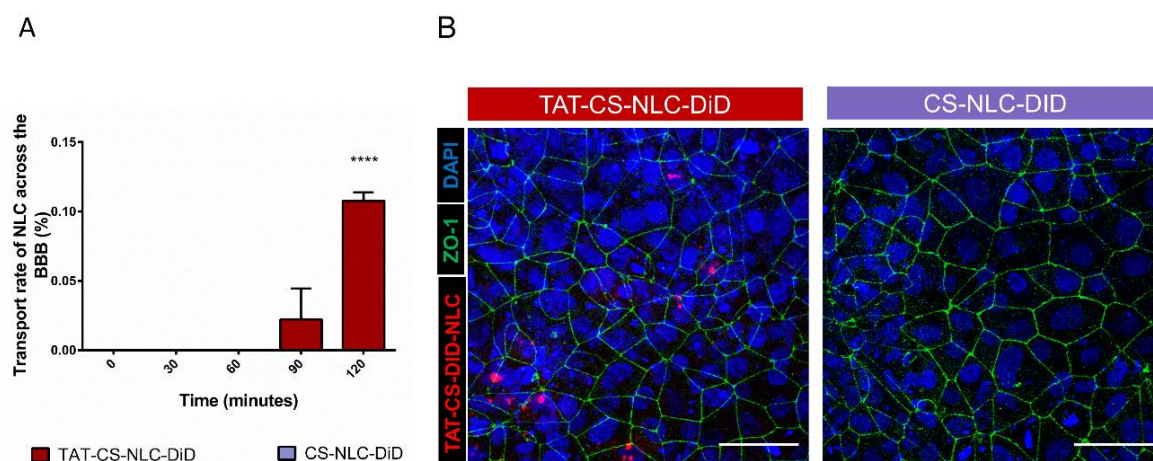 A
B
Transport rate of NLC across the
BBB (%)
0.15
0.10
0.05
0.00
****
0
30
60
90
120
Time (minutes)
TAT-CS-NLC-DiD
CS-NLC-DiD
TAT-CS-NLC-DiD
CS-NLC-DID
DAPI
ZO-1
TAT-CS-DID-NLC